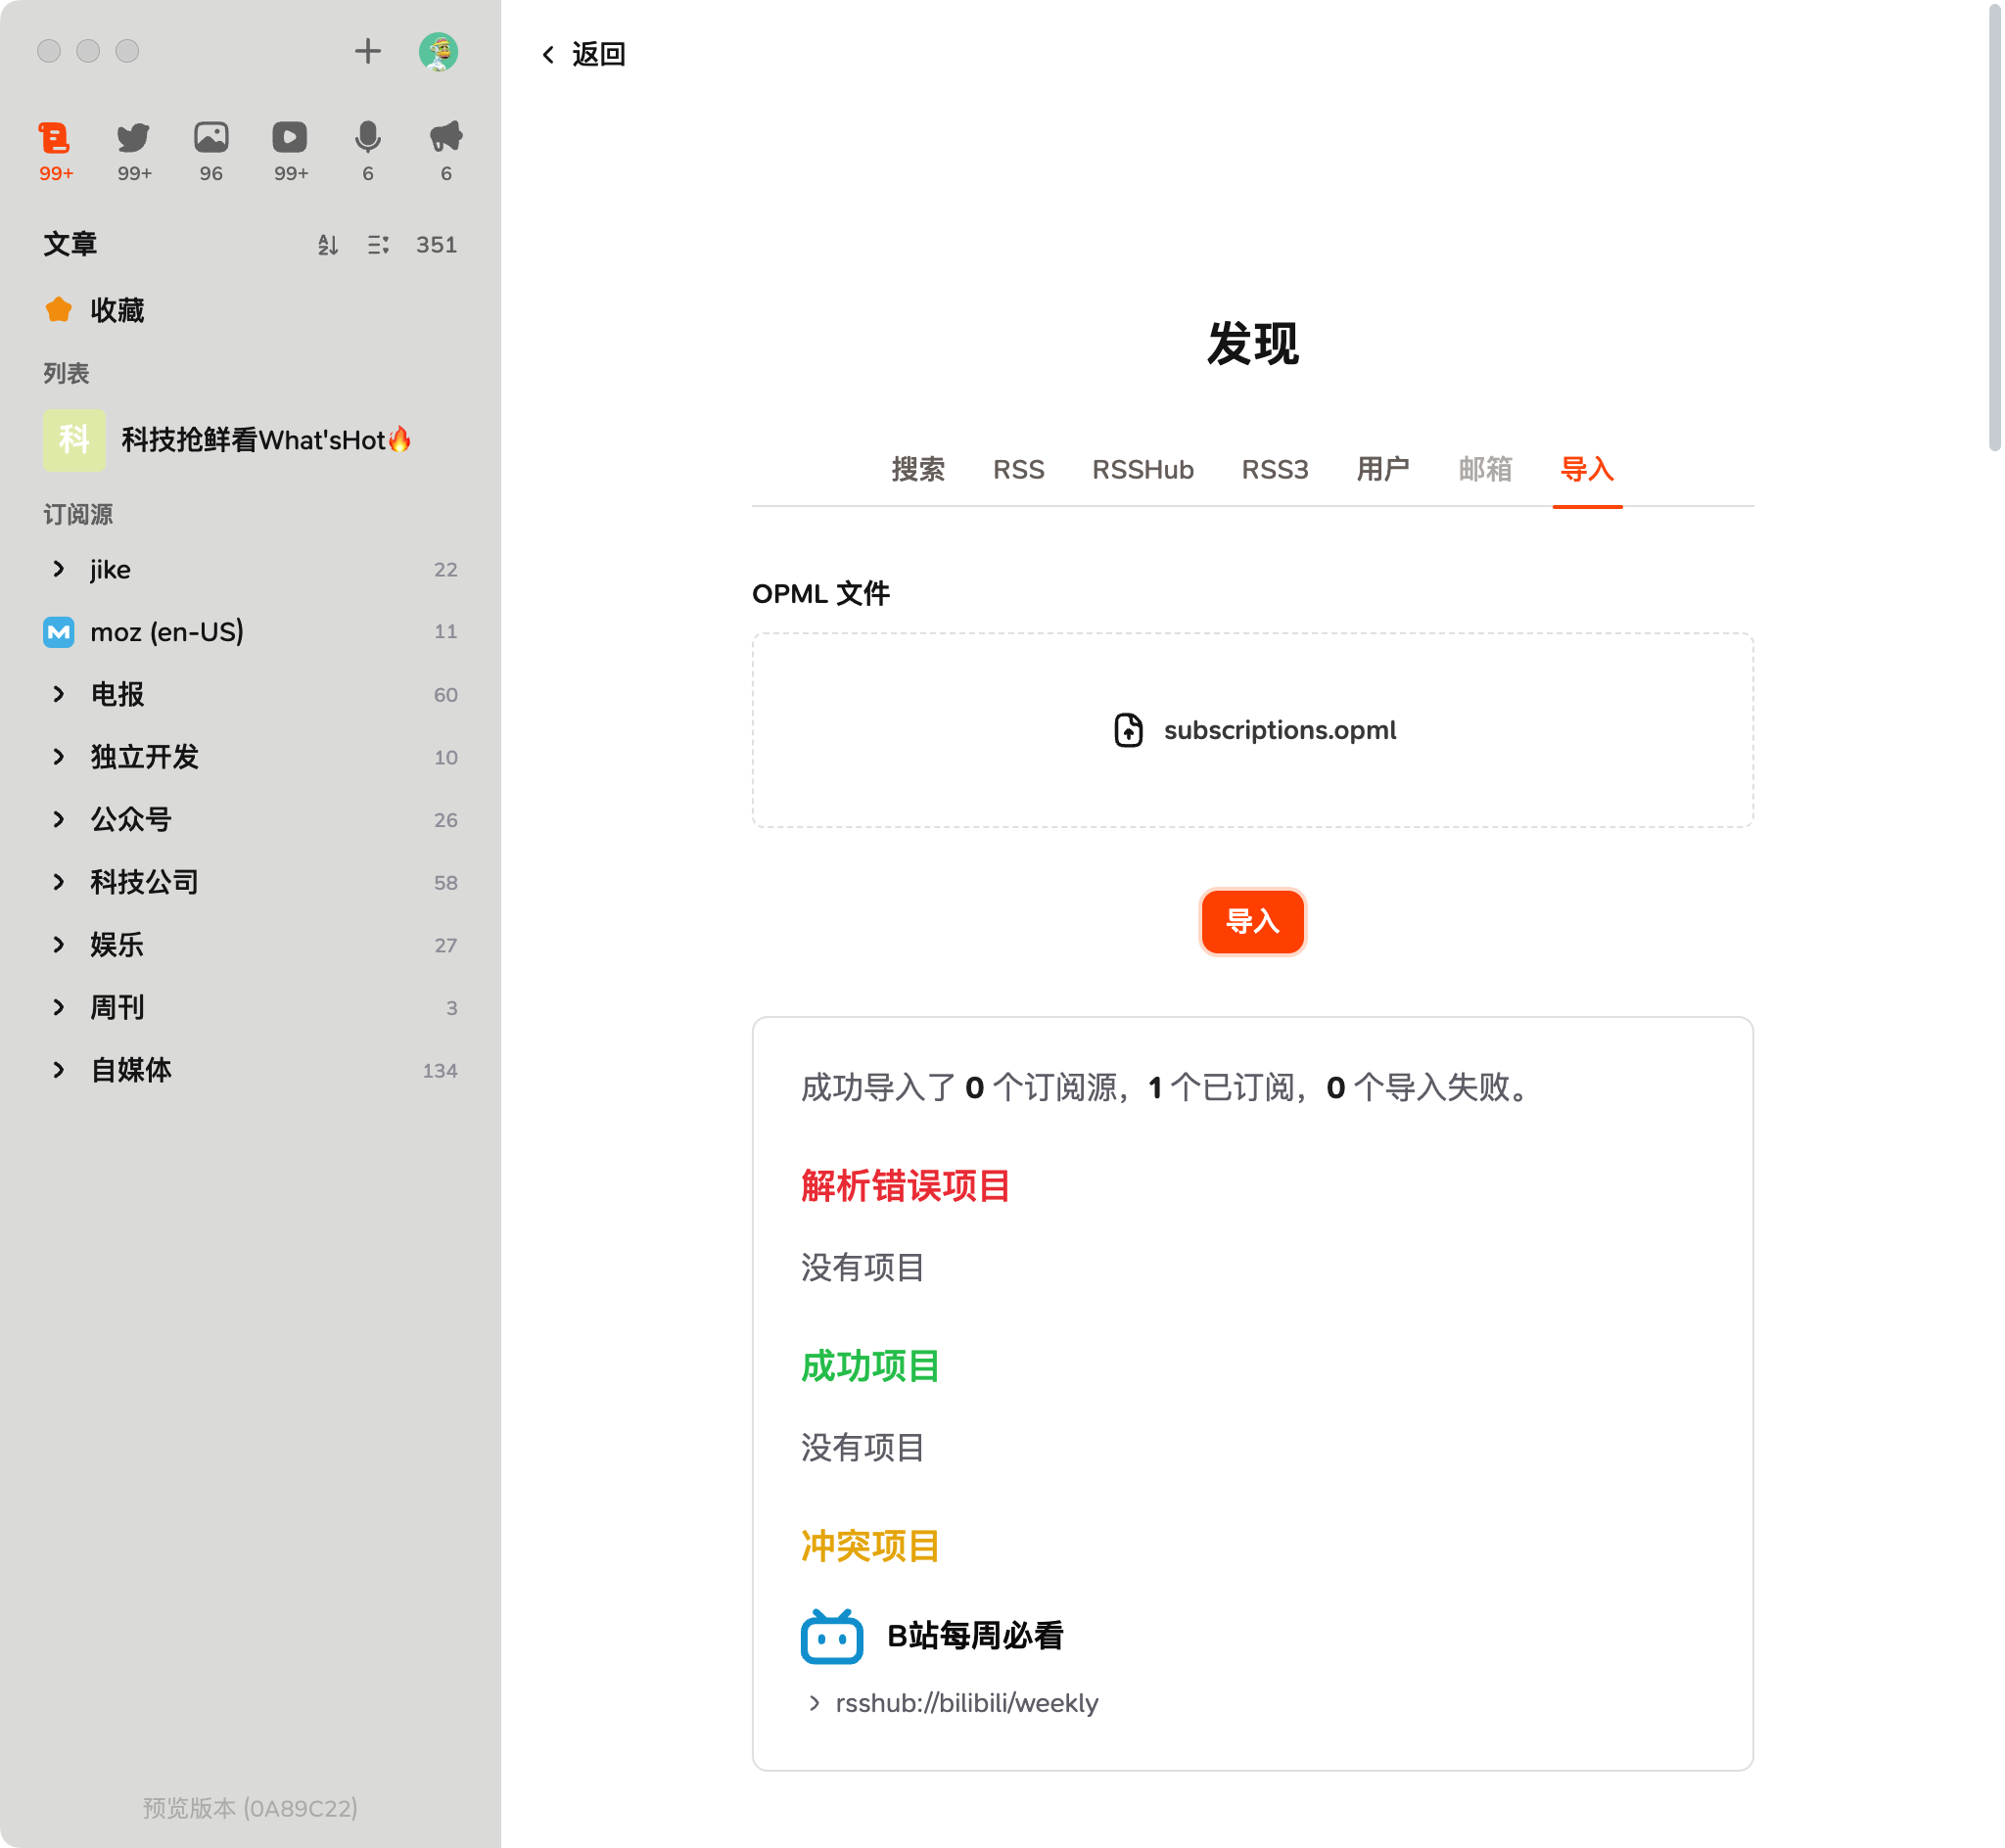 返回
99+
99+
96
99+
6
6
文章
351
收藏
列表
科
科技抢鲜看What'sHot🔥
订阅源
jike
22
moz (en-US)
11
电报
60
独立开发
10
公众号
26
科技公司
58
娱乐
27
周刊
3
自媒体
134
预览版本 (0A89C22)
发现
搜索 RSS RSSHub RSS3 用户 邮箱 导入
OPML 文件
subscriptions.opml
导入
成功导入了 0 个订阅源，1 个已订阅，0 个导入失败。
解析错误项目
没有项目
成功项目
没有项目
冲突项目
B站每周必看
rsshub://bilibili/weekly